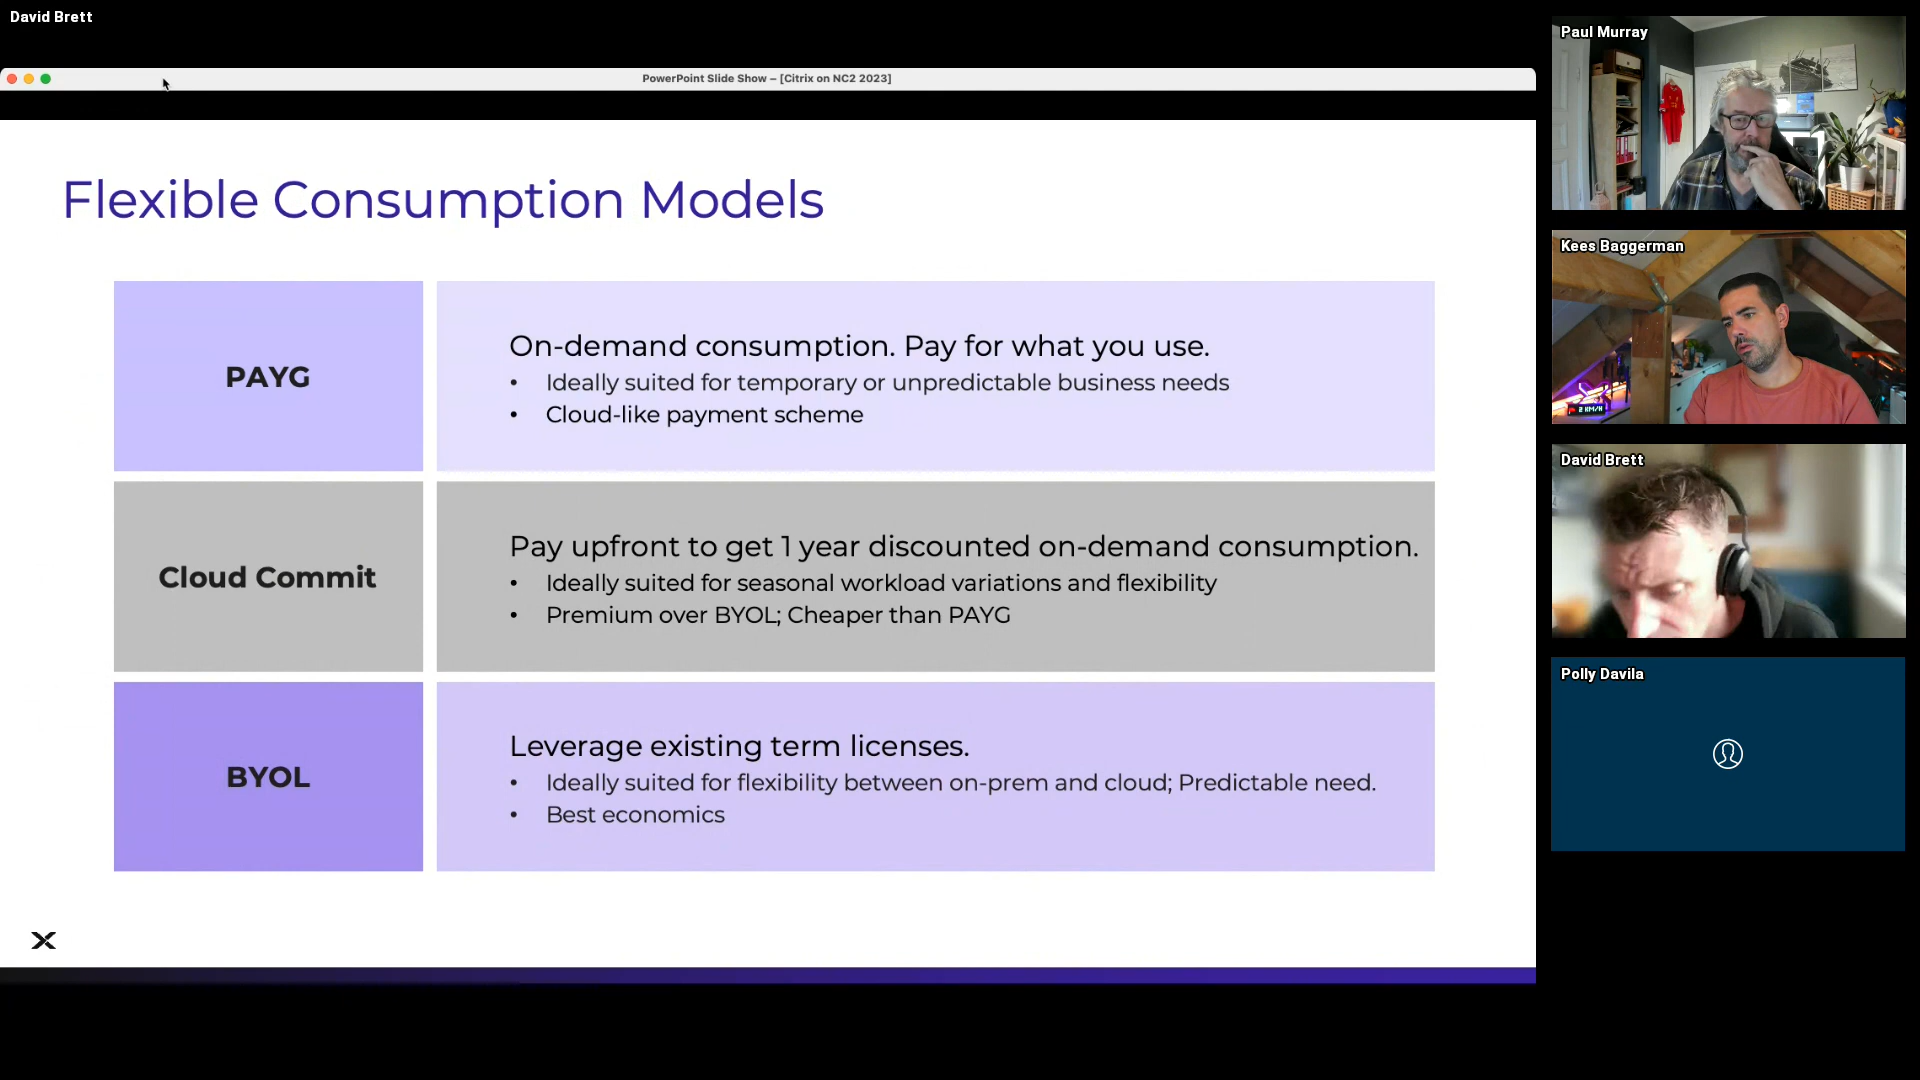 David Brett
PowerPoint Slide Show – [Citrix on NC2 2023]
Flexible Consumption Models
PAYG
On-demand consumption. Pay for what you use.
• Ideally suited for temporary or unpredictable business needs
• Cloud-like payment scheme
Cloud Commit
Pay upfront to get 1 year discounted on-demand consumption.
• Ideally suited for seasonal workload variations and flexibility
• Premium over BYOL; Cheaper than PAYG
BYOL
Leverage existing term licenses.
• Ideally suited for flexibility between on-prem and cloud; Predictable need.
• Best economics
Paul Murray
Kees Baggerman
2 KM/H
David Brett
Polly Davila